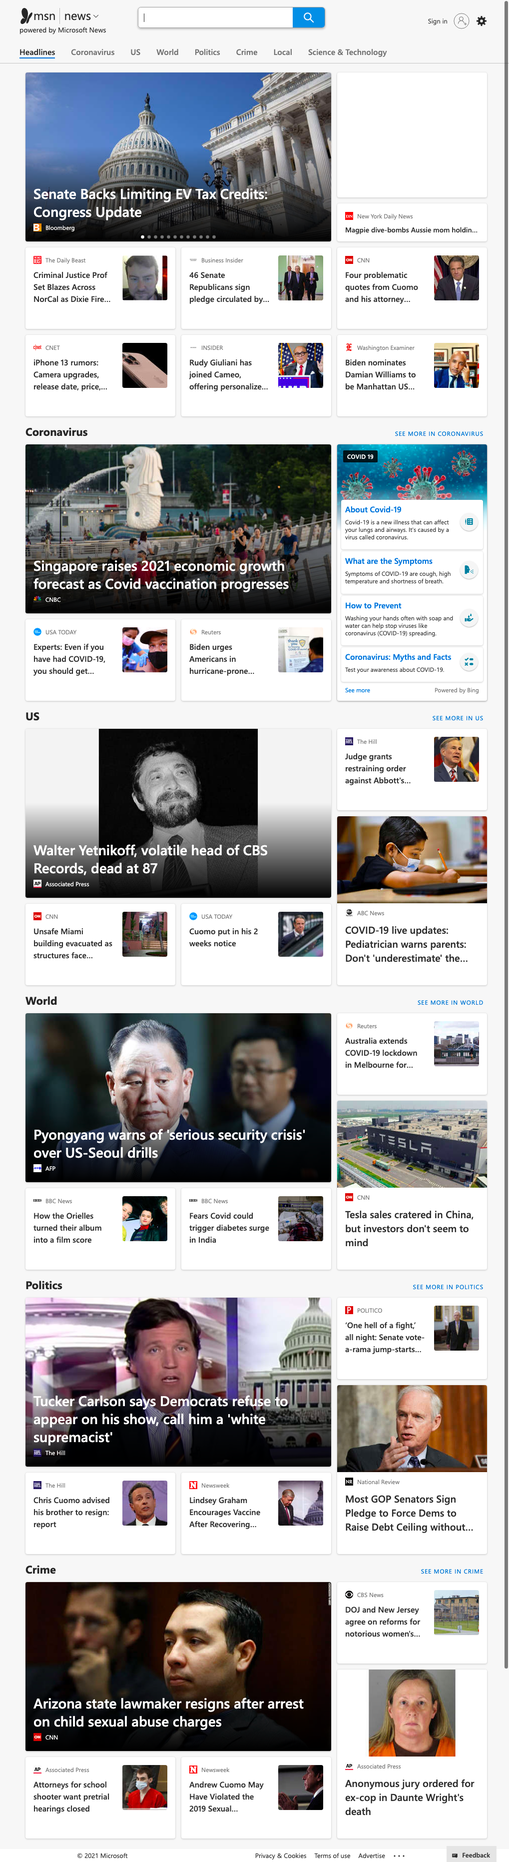 msn news
powered by Microsoft News
Sign in
Headlines Coronavirus US World Politics Crime Local Science & Technology
Senate Backs Limiting EV Tax Credits:
Congress Update
Bloomberg
New York Daily News
Magpie dive-bombs Aussie mom holdin...
The Daily Beast
Criminal Justice Prof
Set Blazes Across
NorCal as Dixie Fire...
Business Insider
46 Senate
Republicans sign
pledge circulated by...
CNN
Four problematic
quotes from Cuomo
and his attorney...
CNET
iPhone 13 rumors:
Camera upgrades,
release date, price,...
INSIDER
Rudy Giuliani has
joined Cameo,
offering personalize...
Washington Examiner
Biden nominates
Damian Williams to
be Manhattan US...
Coronavirus
SEE MORE IN CORONAVIRUS
Singapore raises 2021 economic growth
forecast as Covid vaccination progresses
CNBC
COVID 19
About Covid-19
Covid-19 is a new illness that can affect
your lungs and airways. It's caused by a
virus called coronavirus.
What are the Symptoms
Symptoms of COVID-19 are cough, high
temperature and shortness of breath.
How to Prevent
Washing your hands often with soap and
water can help stop viruses like
coronavirus (COVID-19) spreading.
Coronavirus: Myths and Facts
Test your awareness about COVID-19.
See more
Powered by Bing
USA TODAY
Experts: Even if you
have had COVID-19,
you should get...
Reuters
Biden urges
Americans in
hurricane-prone...
US
SEE MORE IN US
Walter Yetnikoff, volatile head of CBS
Records, dead at 87
Associated Press
The Hill
Judge grants
restraining order
against Abbott's...
ABC News
COVID-19 live updates:
Pediatrician warns parents:
Don't 'underestimate' the...
CNN
Unsafe Miami
building evacuated as
structures face...
USA TODAY
Cuomo put in his 2
weeks notice
World
SEE MORE IN WORLD
Pyongyang warns of 'serious security crisis'
over US-Seoul drills
AFP
Reuters
Australia extends
COVID-19 lockdown
in Melbourne for...
TESLA
CNN
Tesla sales cratered in China,
but investors don't seem to
mind
BBC News
How the Orielles
turned their album
into a film score
BBC News
Fears Covid could
trigger diabetes surge
in India
Politics
SEE MORE IN POLITICS
Tucker Carlson says Democrats refuse to
appear on his show, call him a 'white
supremacist'
The Hill
POLITICO
'One hell of a fight,'
all night: Senate vote-
a-rama jump-starts...
National Review
Most GOP Senators Sign
Pledge to Force Dems to
Raise Debt Ceiling without...
The Hill
Chris Cuomo advised
his brother to resign:
report
Newsweek
Lindsey Graham
Encourages Vaccine
After Recovering...
Crime
SEE MORE IN CRIME
Arizona state lawmaker resigns after arrest
on child sexual abuse charges
CNN
CBS News
DOJ and New Jersey
agree on reforms for
notorious women's...
Associated Press
Anonymous jury ordered for
ex-cop in Daunte Wright's
death
Associated Press
Attorneys for school
shooter want pretrial
hearings closed
Newsweek
Andrew Cuomo May
Have Violated the
2019 Sexual...
© 2021 Microsoft
Privacy & Cookies Terms of use Advertise ...
Feedback